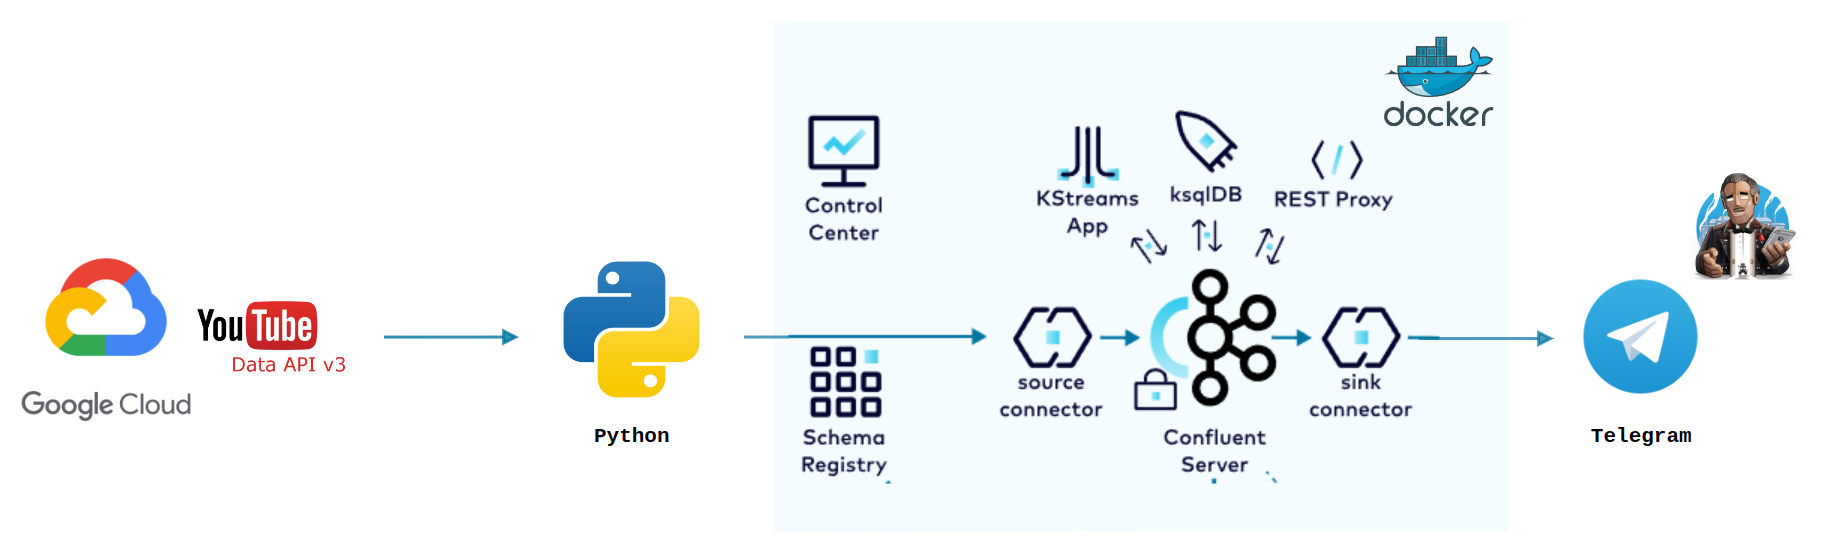 Google Cloud
YouTube
Data API v3
Python
Control
Center
Schema
Registry
KStreams
App
ksqlDB
REST Proxy
docker
source
connector
Confluent
Server
sink
connector
Telegram